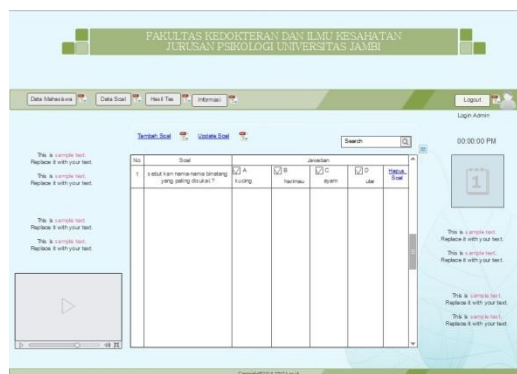 FAKULTAS KEDOKTERAN DAN ILMU KESAHATAN
JURUSAN PSIKOLOGI UNIVERSITAS JAMBI
Data Mahasiswa
Data Soal
Hasil Tes
Informasi
Logout
Login Admin
Tambah Soal
Update Soal
Search
00:00:00 PM
This is sample text.
Replace it with your text.
This is sample text.
Replace it with your text.
This is sample text.
Replace it with your text.
This is sample text.
Replace it with your text.
No
Soal
Jawaban
1
sebut kan nama-nama binatang
yang paling disukai ?
A
kucing
B
harimau
C
ayam
D
ular
Hapus
Soal
1
This is sample text.
Replace it with your text.
This is sample text.
Replace it with your text.
This is sample text.
Replace it with your text.
This is sample text.
Replace it with your text.